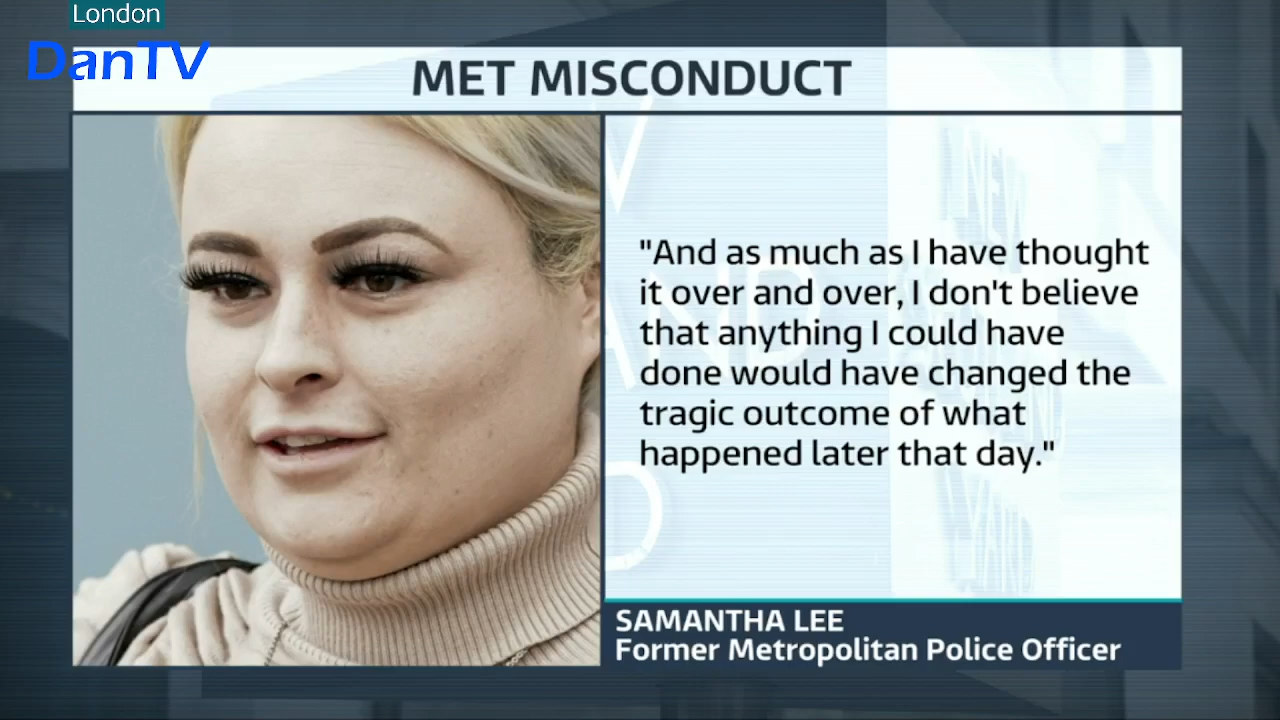 London
DanTV
MET MISCONDUCT
"And as much as I have thought
it over and over, I don't believe
that anything I could have
done would have changed the
tragic outcome of what
happened later that day."
SAMANTHA LEE
Former Metropolitan Police Officer
NEW
YARD